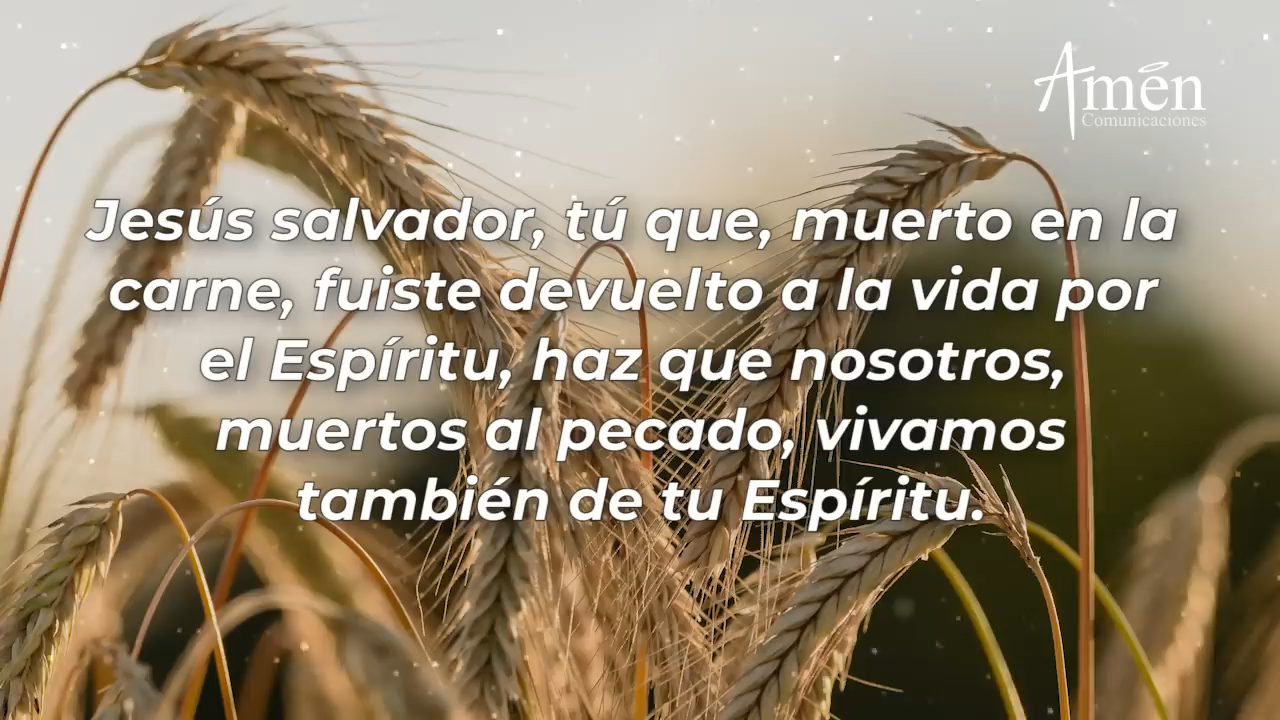 Amén
Comunicaciones
Jesús salvador, tú que, muerto en la
carne, fuiste devuelto a la vida por
el Espíritu, haz que nosotros,
muertos al pecado, vivamos
también de tu Espíritu.